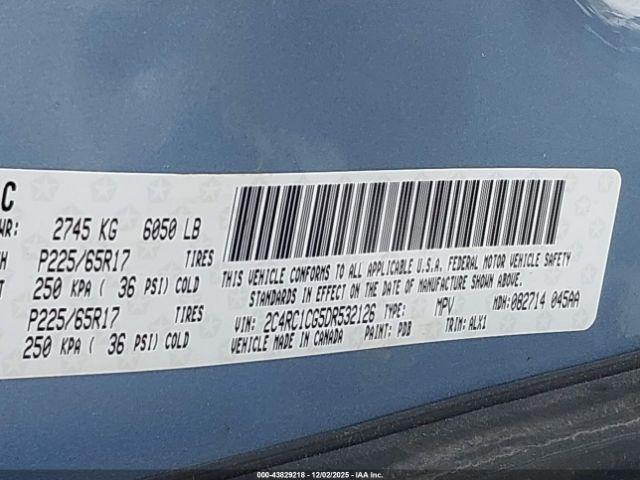 C
WR: 2745 KG 6050 LB
P225/65R17 TIRES
250 KPA ( 36 PSI) COLD
P225/65R17 TIRES
250 KPA ( 36 PSI) COLD
THIS VEHICLE CONFORMS TO ALL APPLICABLE U.S.A. FEDERAL MOTOR VEHICLE SAFETY
STANDARDS IN EFFECT ON THE DATE OF MANUFACTURE SHOWN ABOVE.
VIN: 2C4RC1CG5DR532126 TYPE: MPV MDH:082714 045AA
VEHICLE MADE IN CANADA PAINT: PDB TRIM: ALX1
000-43829218 - 12/02/2025 - IAA Inc.